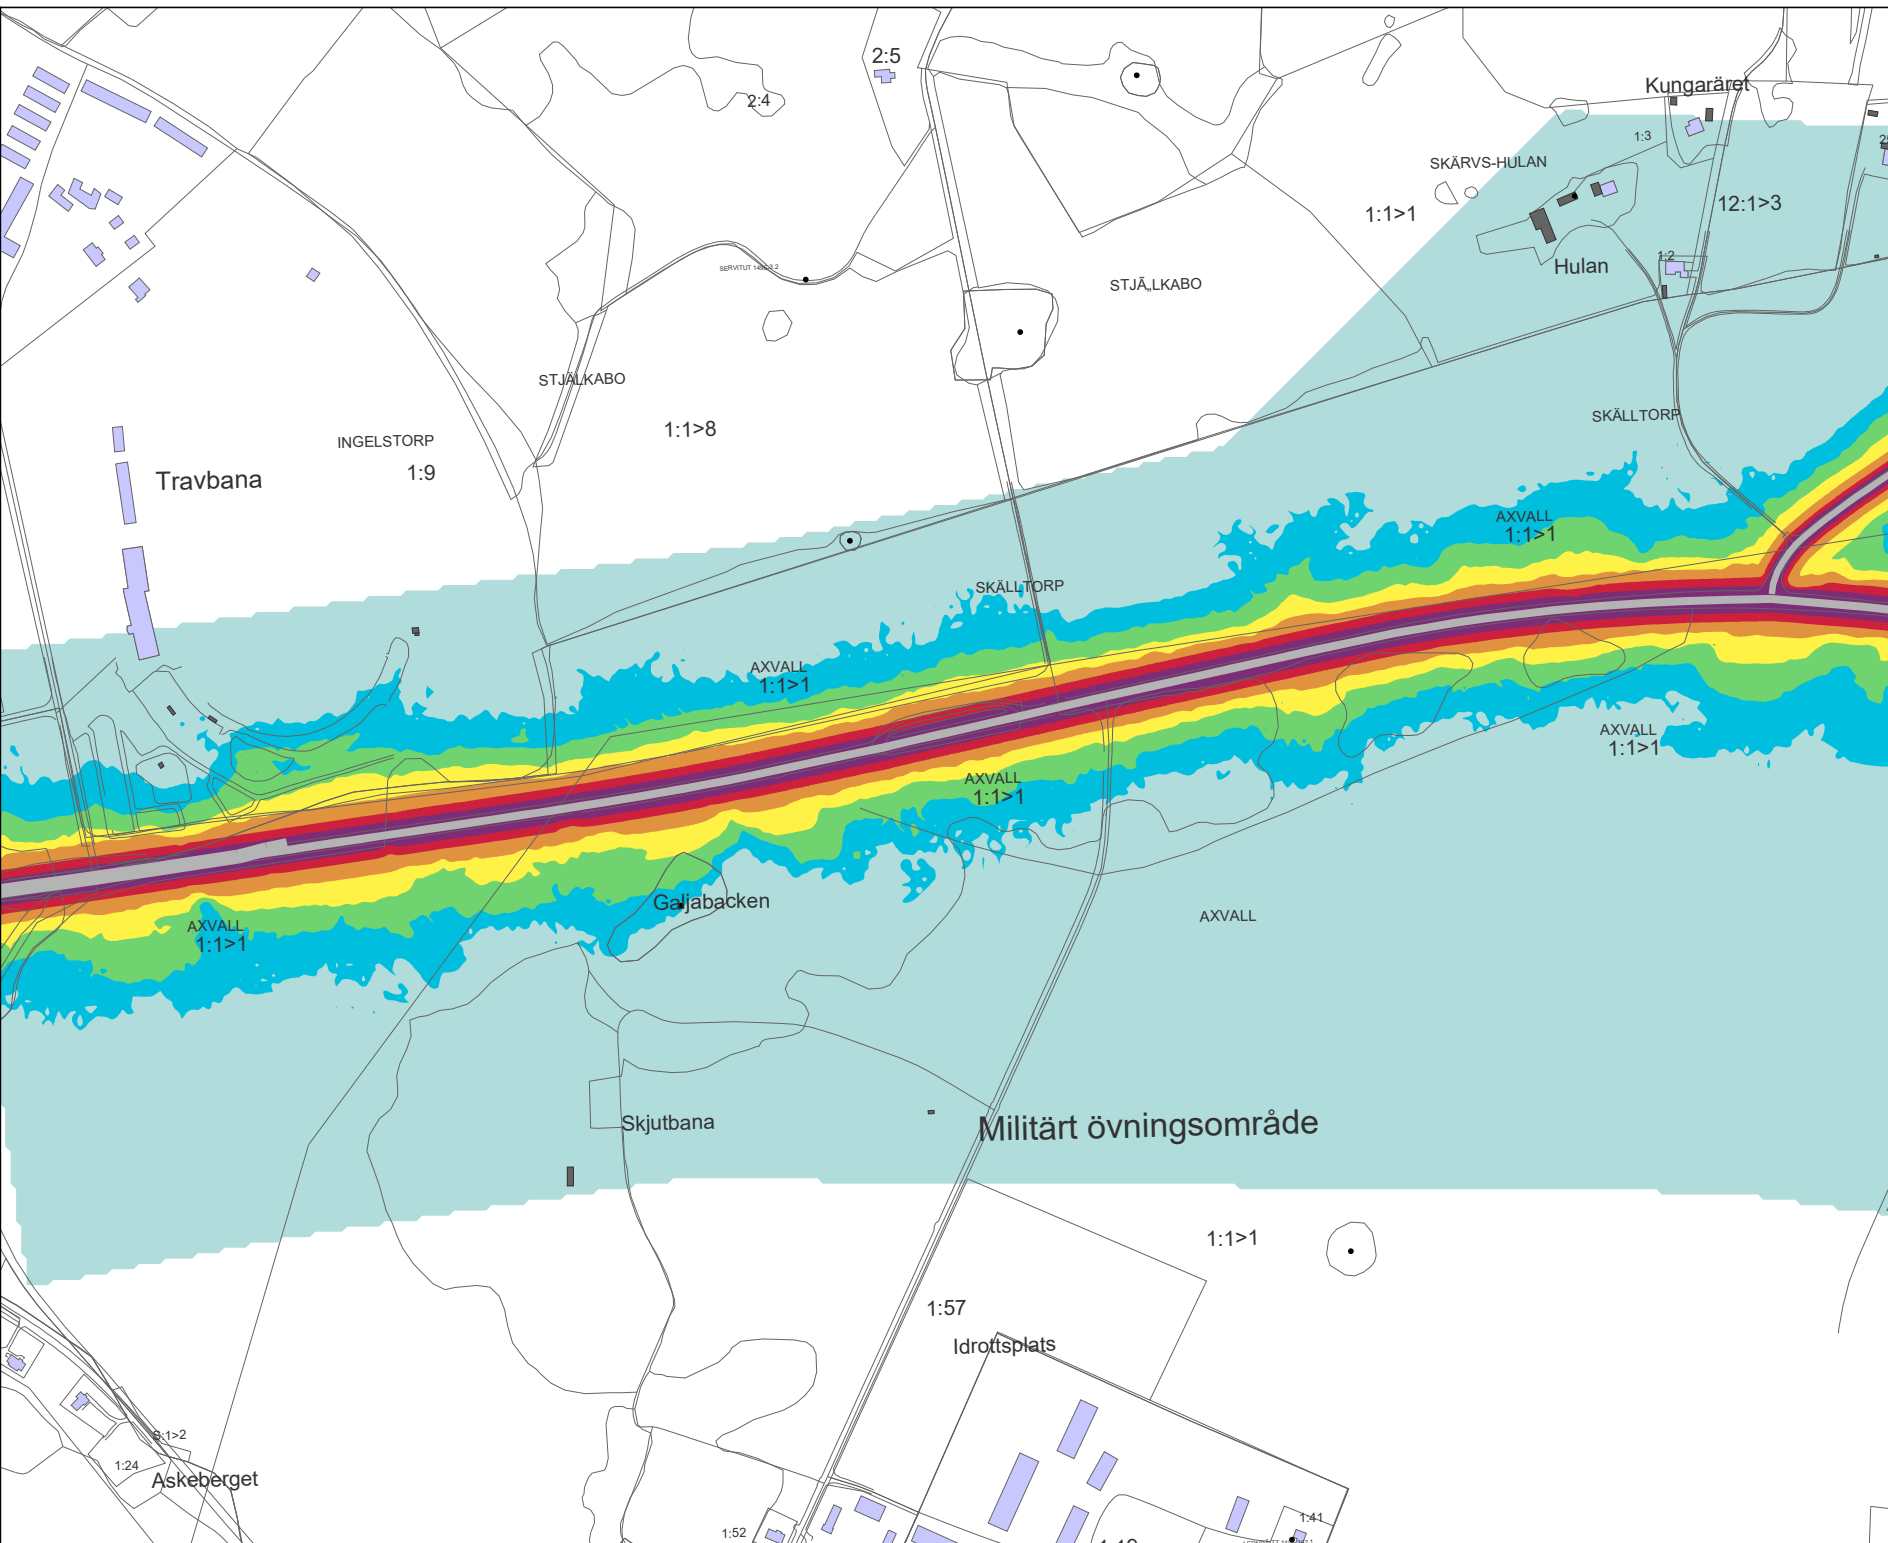 2:5
Kungaräret
2:4
1:3
SKÄRVS-HULAN
12:1>3
1:1>1
1:2
Hulan
SERVITUT
STJÃ„LKABO
STJÄLKABO
SKÄLLTORP
1:1>8
INGELSTORP
1:9
Travbana
AXVALL
1:1>1
SKÄLLTORP
AXVALL
1:1>1
AXVALL
1:1>1
AXVALL
1:1>1
Galjabacken
AXVALL
AXVALL
1:1>1
Skjutbana
Militärt övningsområde
1:1>1
1:57
Idrottsplats
S:1>2
1:24
Askeberget
1:41
1:52